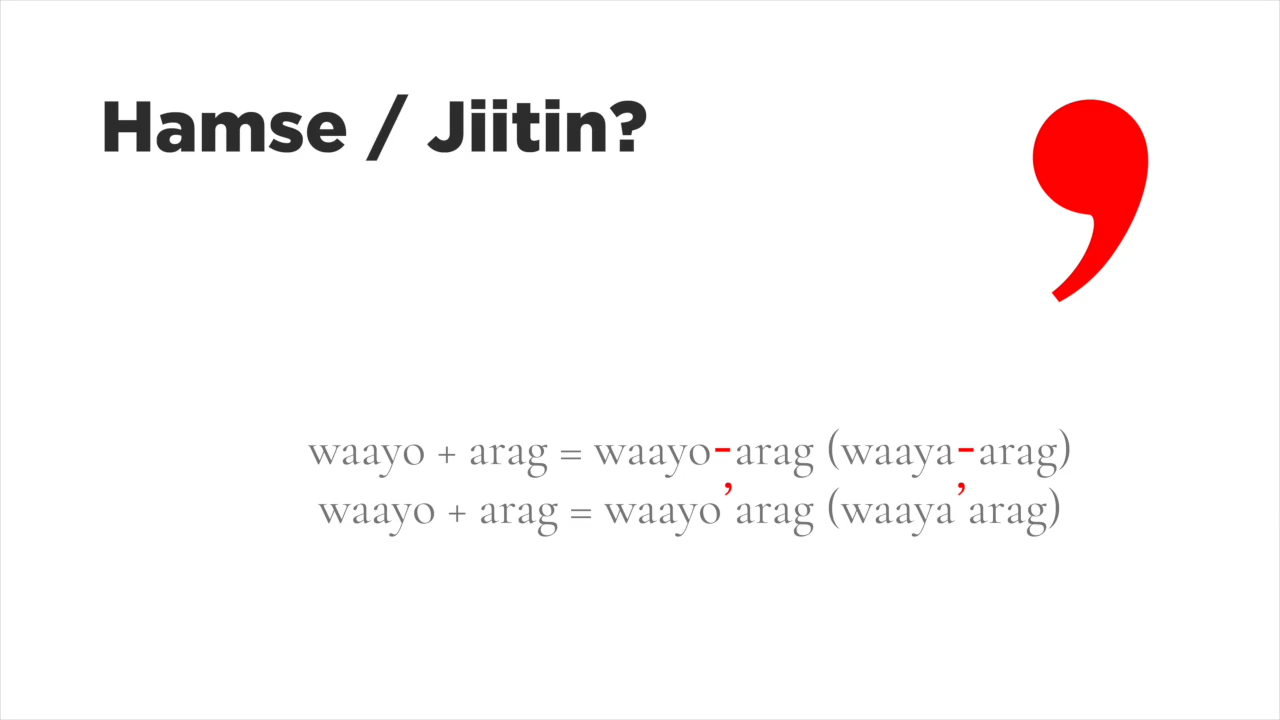 Hamse / Jiitin?
’
waayo + arag = waayo-arag (waaya-arag)
waayo + arag = waayo’arag (waaya’arag)